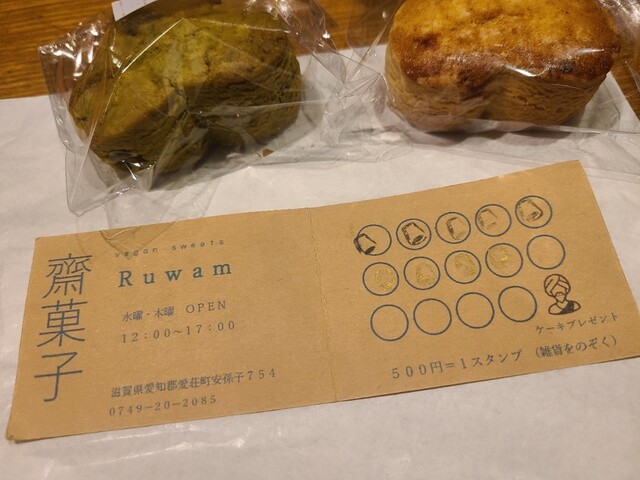 齋菓子
vegan sweets
Ruwam
水曜・木曜 OPEN
12:00～17:00
滋賀県愛知郡愛荘町安孫子754
0749-20-2085
ケーキプレゼント
500円＝1スタンプ (雑貨をのぞく)